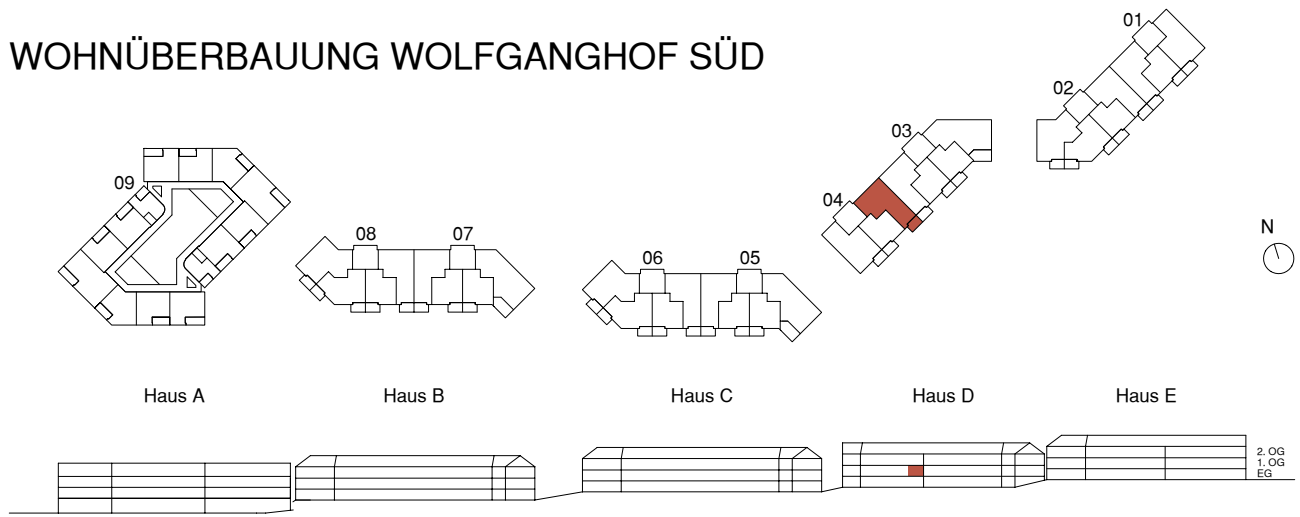 WOHNÜBERBAUUNG WOLFGANGHOF SÜD
01
02
03
04
09
08
07
06
05
N
Haus A
Haus B
Haus C
Haus D
Haus E
2. OG
1. OG
EG